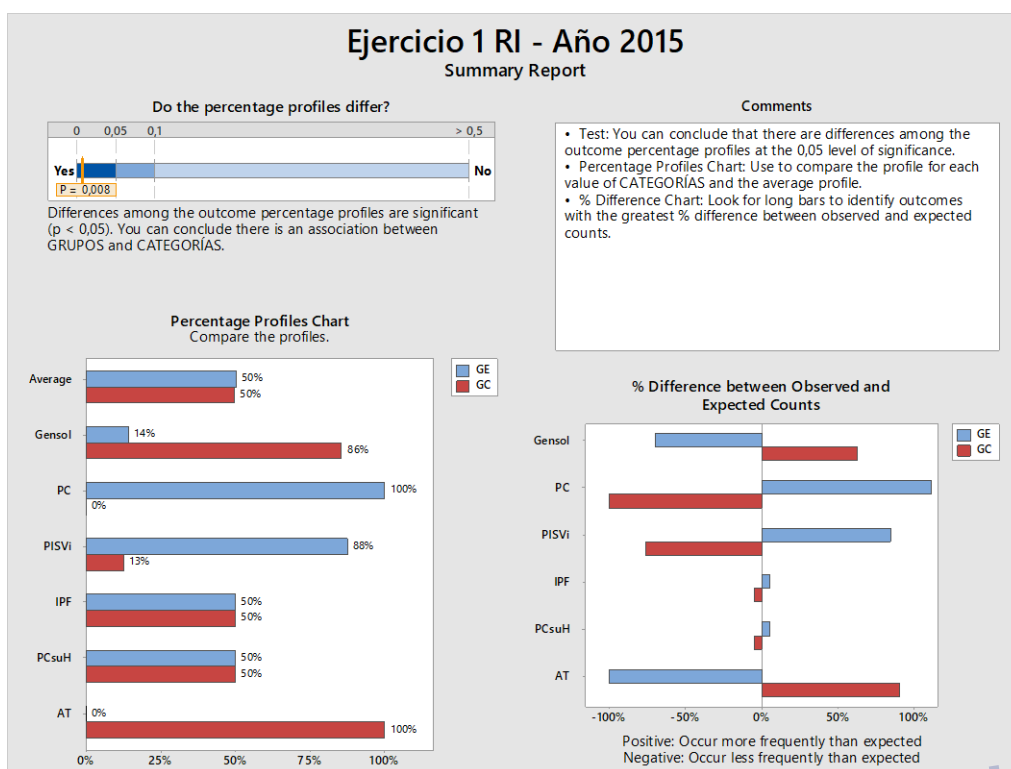 Ejercicio 1 RI - Año 2015
Summary Report
Do the percentage profiles differ?
0 0,05 0,1 > 0,5
Yes No
P = 0,008
Differences among the outcome percentage profiles are significant
(p < 0,05). You can conclude there is an association between
GRUPOS and CATEGORÍAS.
Comments
• Test: You can conclude that there are differences among the
outcome percentage profiles at the 0,05 level of significance.
• Percentage Profiles Chart: Use to compare the profile for each
value of CATEGORÍAS and the average profile.
• % Difference Chart: Look for long bars to identify outcomes
with the greatest % difference between observed and expected
counts.
Percentage Profiles Chart
Compare the profiles.
GE
GC
Average
50%
50%
Gensol
14%
86%
PC
100%
0%
PISVi
88%
13%
IPF
50%
50%
PCsuH
50%
50%
AT
0%
100%
0% 25% 50% 75% 100%
% Difference between Observed and
Expected Counts
GE
GC
Gensol
PC
PISVi
IPF
PCsuH
AT
-100% -50% 0% 50% 100%
Positive: Occur more frequently than expected
Negative: Occur less frequently than expected